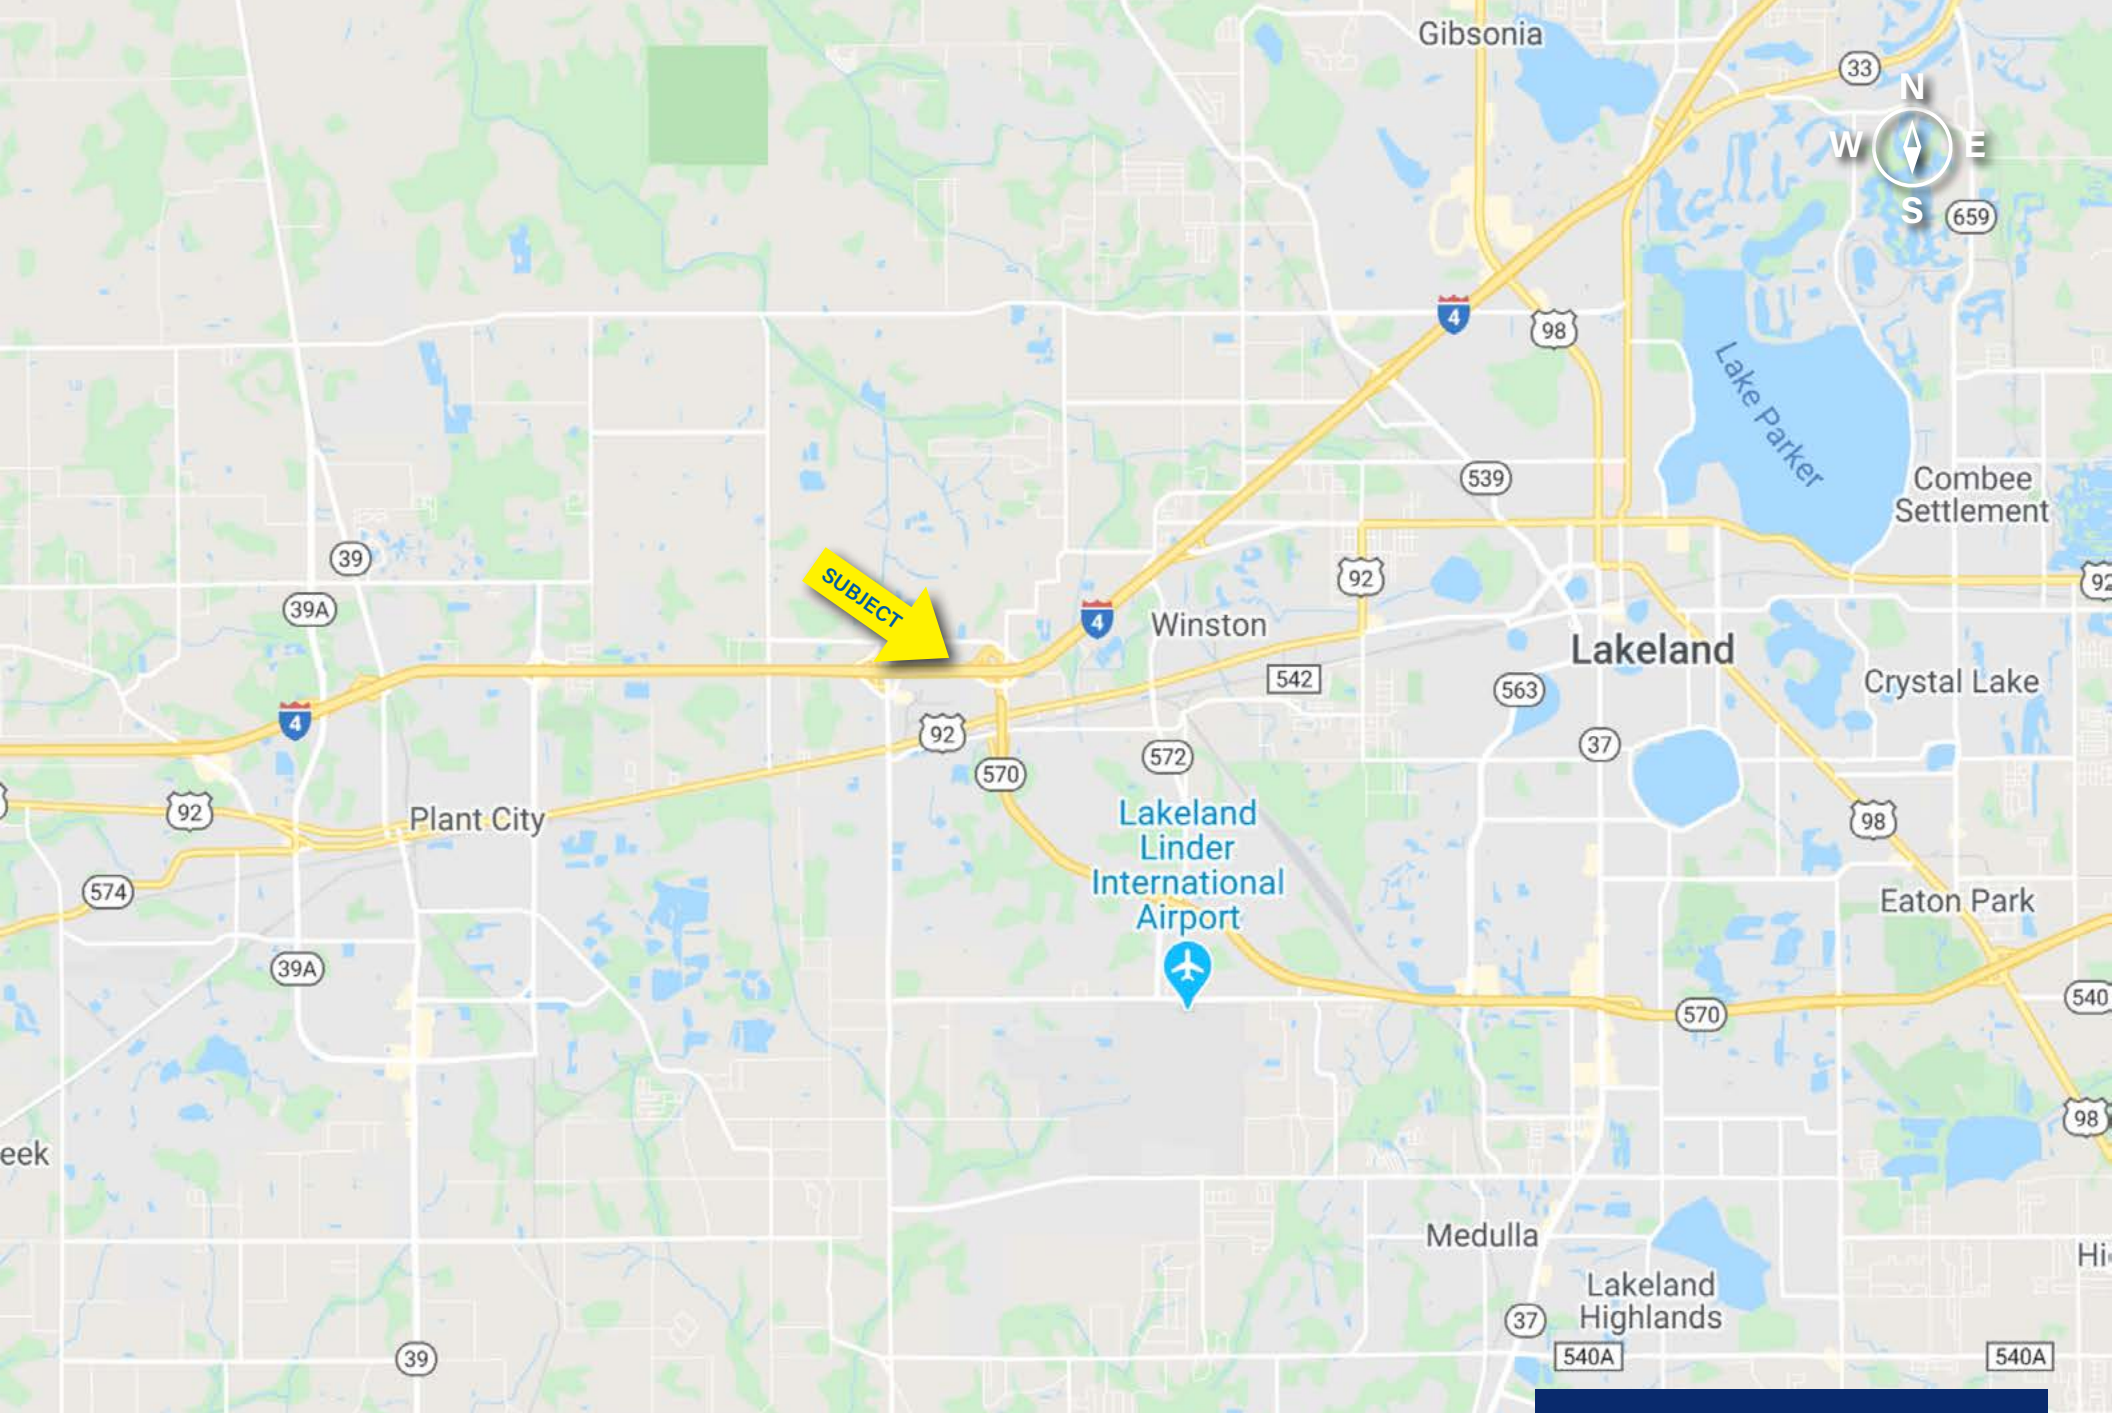 Gibsonia
33
N
W
E
S
659
4
98
Lake Parker
539
Combee
Settlement
39
SUBJECT
92
92
39A
4
Winston
Lakeland
542
563
Crystal Lake
4
92
37
572
570
92
Plant City
Lakeland
Linder
International
Airport
98
574
Eaton Park
39A
540
570
98
eek
Medulla
Hi
Lakeland
Highlands
37
39
540A
540A